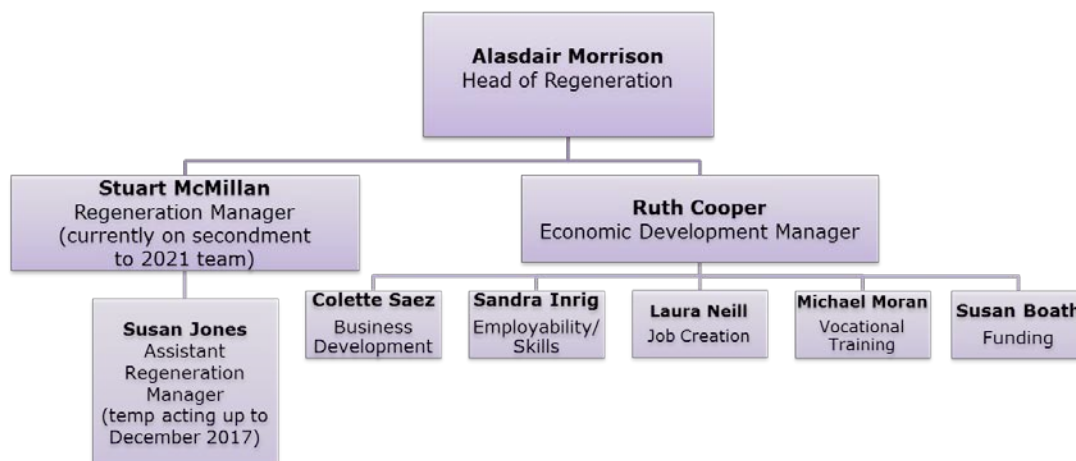 Alasdair Morrison
Head of Regeneration
Stuart McMillan
Regeneration Manager
(currently on secondment
to 2021 team)
Ruth Cooper
Economic Development Manager
Susan Jones
Assistant
Regeneration
Manager
(temp acting up to
December 2017)
Colette Saez
Business
Development
Sandra Inrig
Employability/
Skills
Laura Neill
Job Creation
Michael Moran
Vocational
Training
Susan Boath
Funding